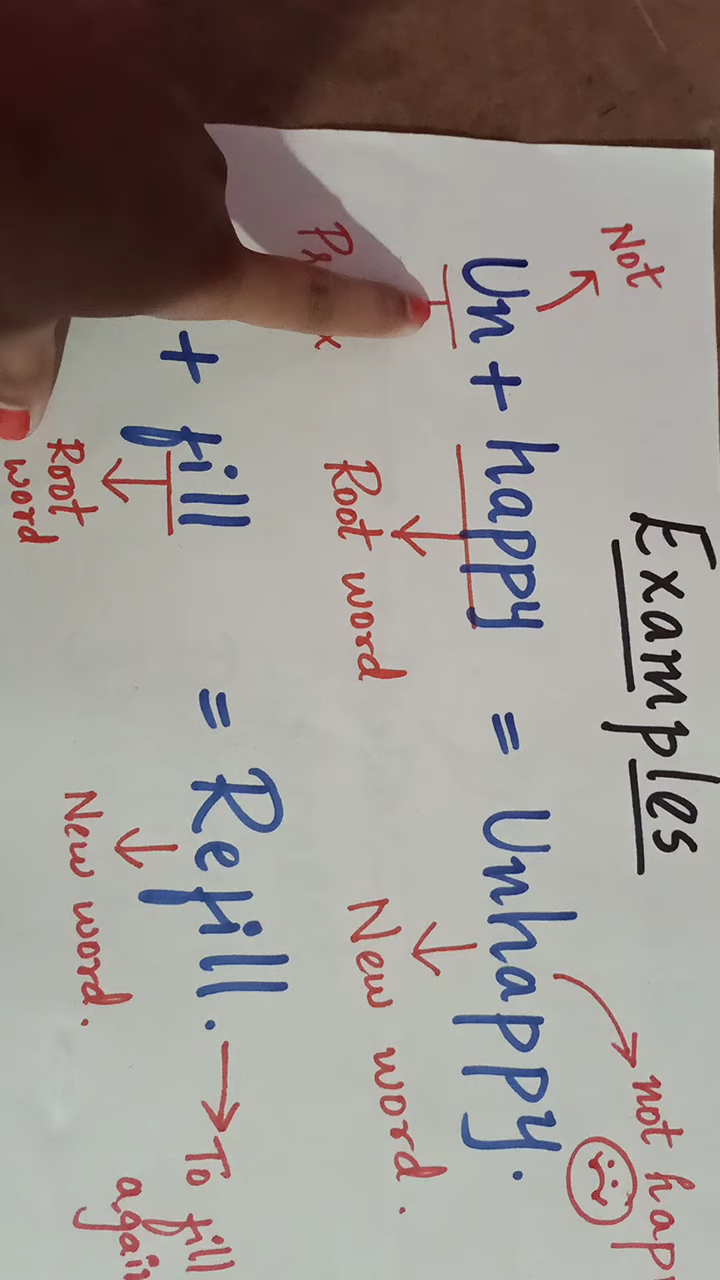 Examples
Not
Un + happy = Unhappy.
not
Root word
New word.
+ fill = Refill. → To fill
again
Root
word
New word.